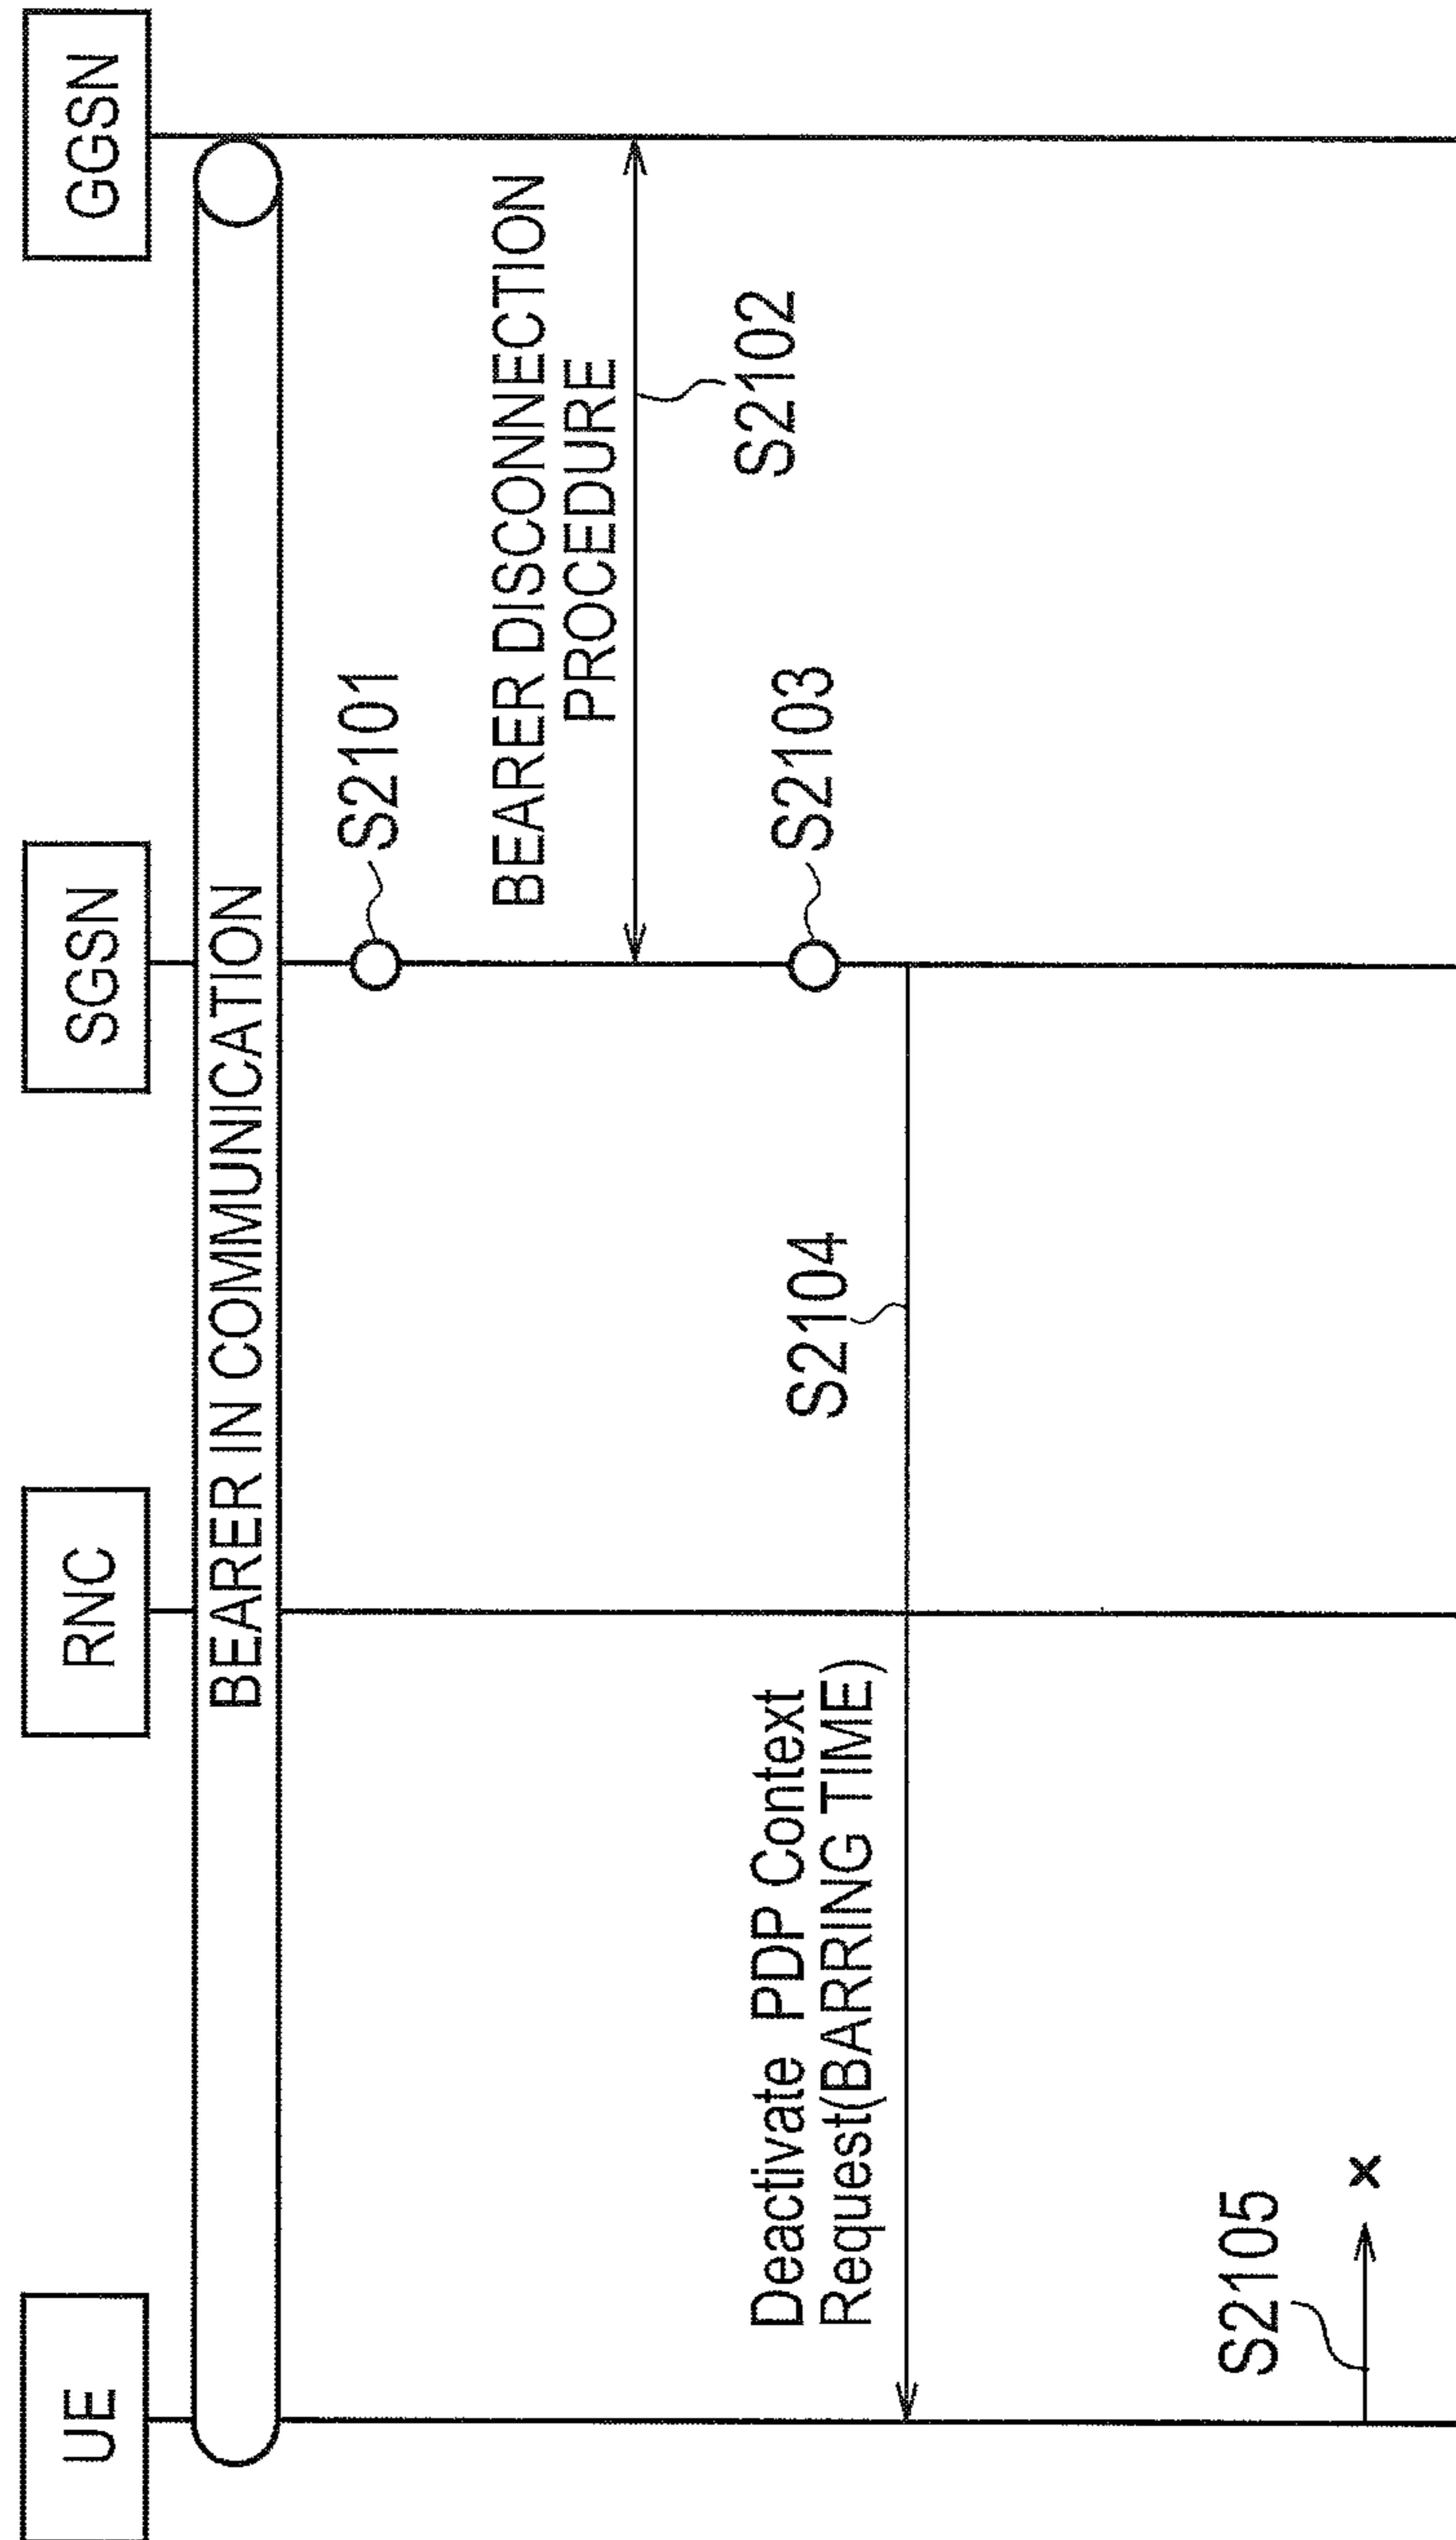 UE
RNC
SGSN
GGSN
BEARER IN COMMUNICATION
S2101
BEARER DISCONNECTION
PROCEDURE
S2102
S2103
S2104
Deactivate PDP Context
Request(BARRING TIME)
S2105
×